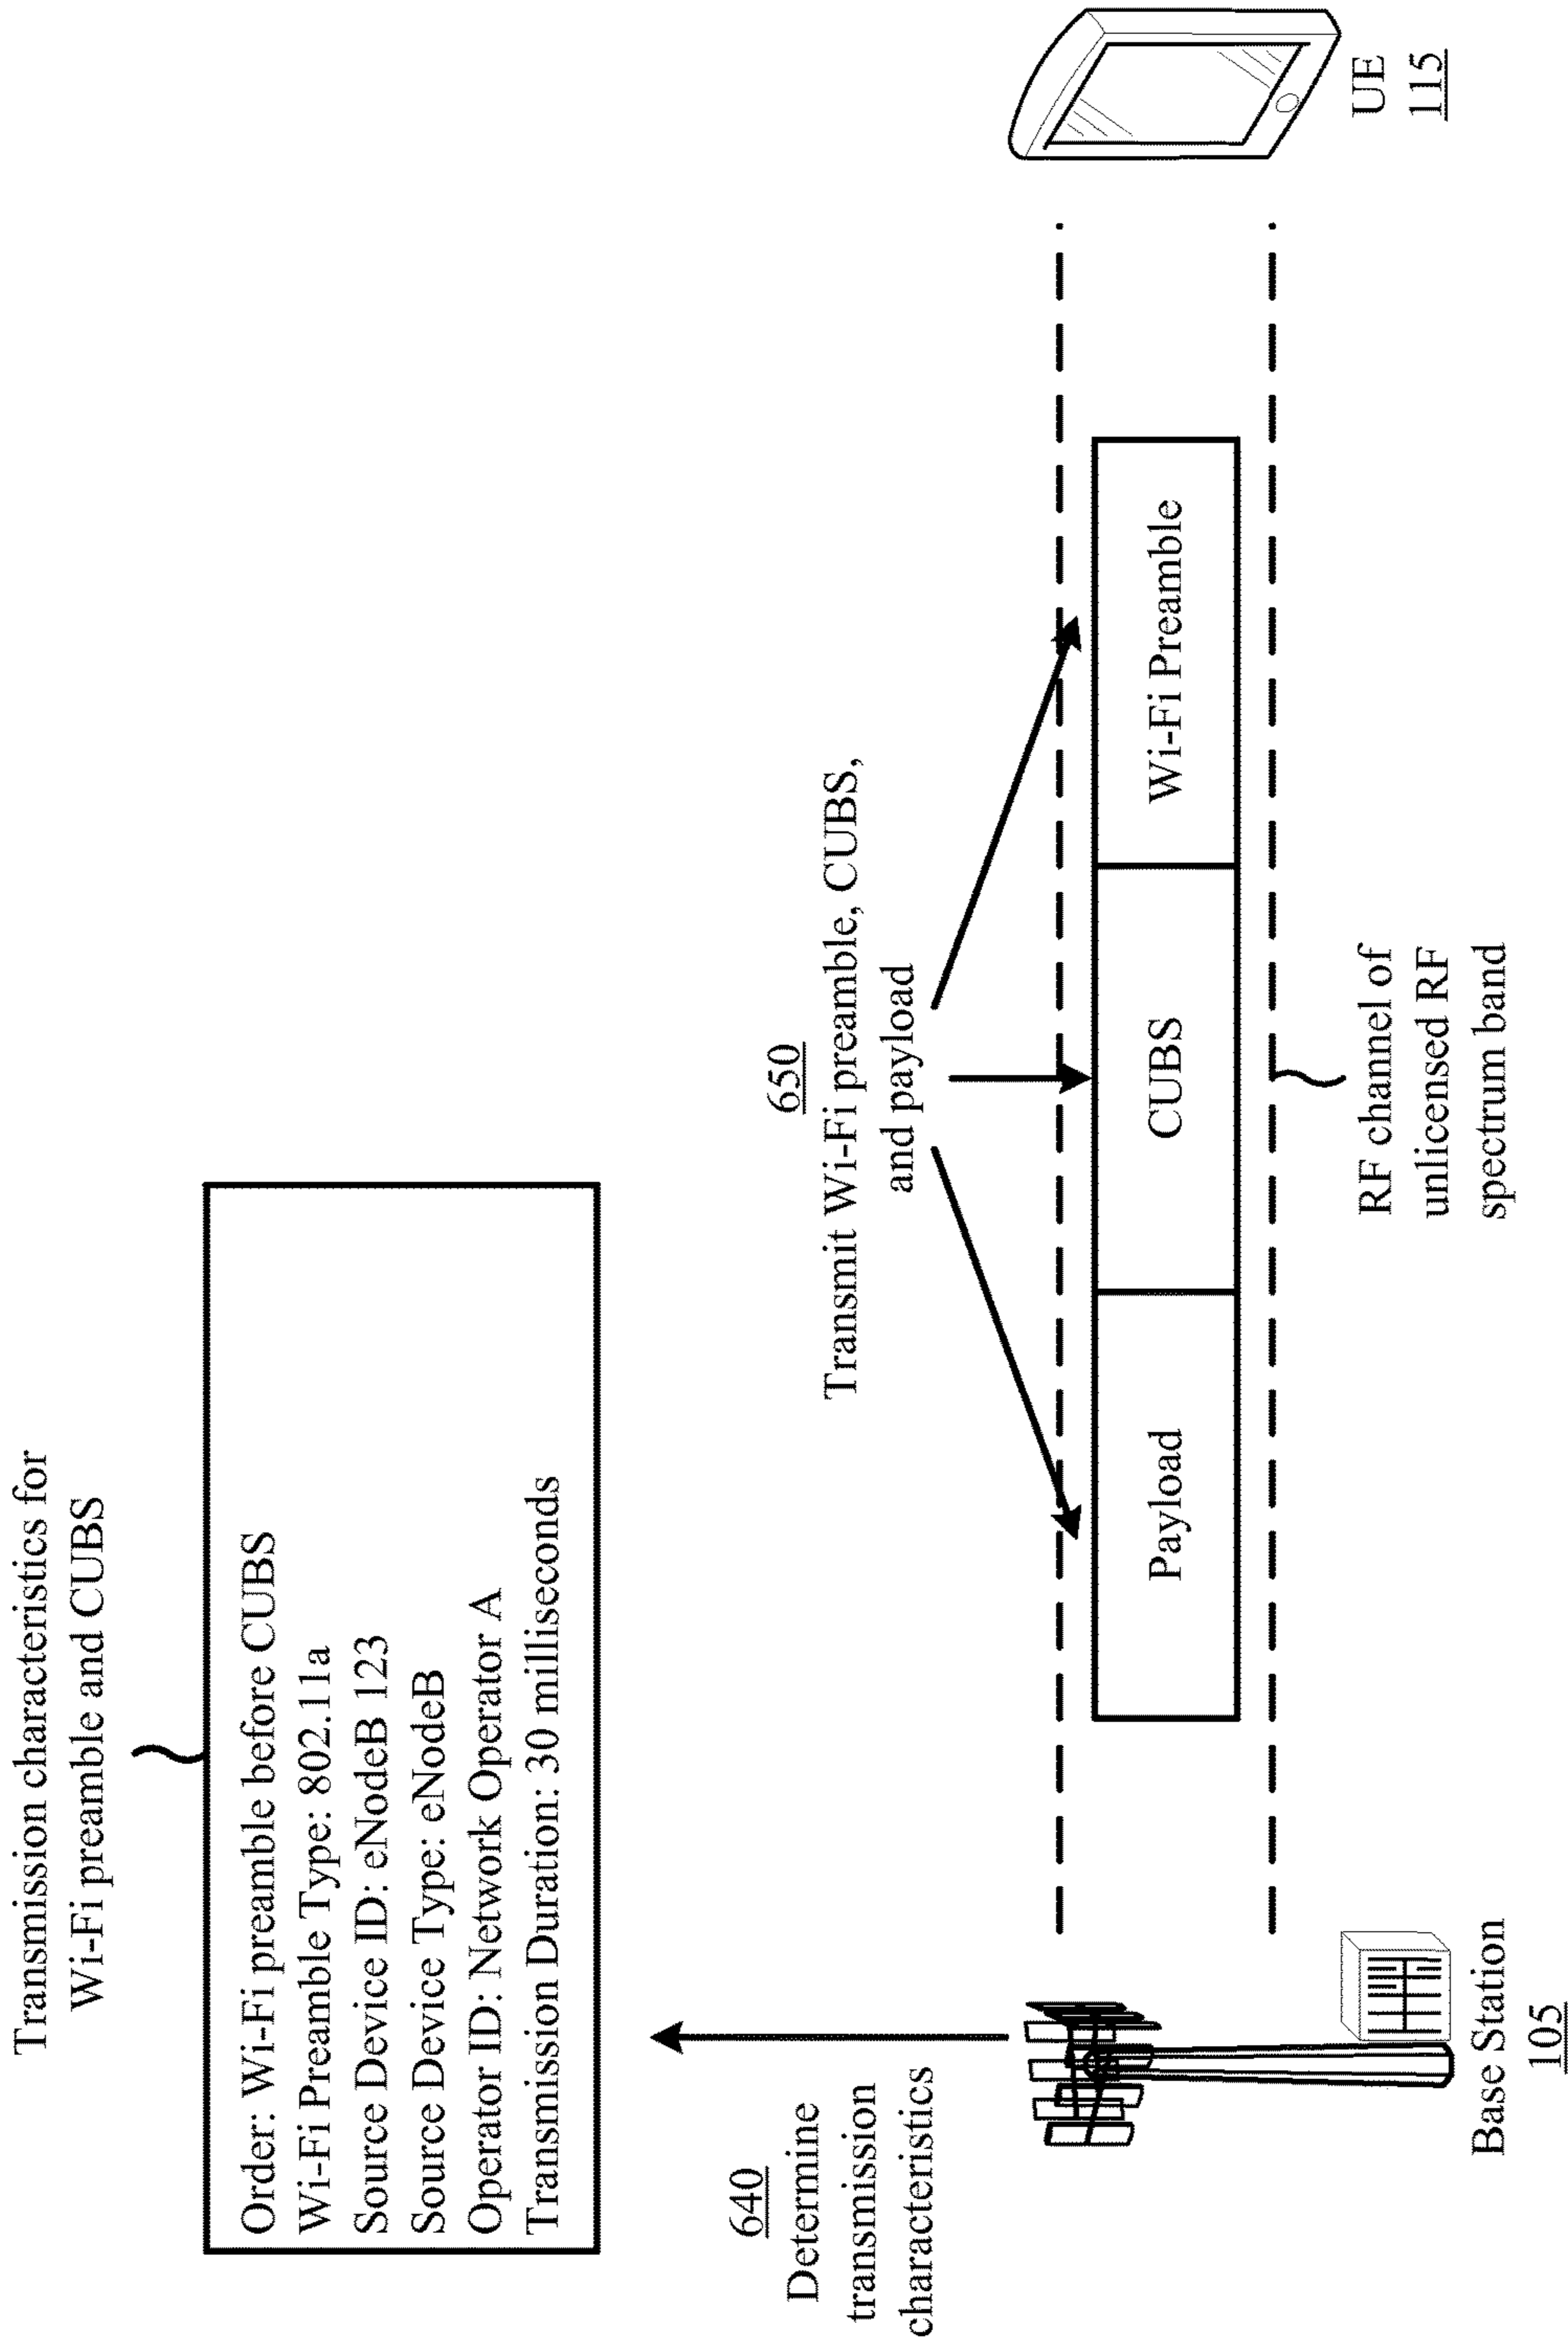 Transmission characteristics for
Wi-Fi preamble and CUBS
Order: Wi-Fi preamble before CUBS
Wi-Fi Preamble Type: 802.11a
Source Device ID: eNodeB 123
Source Device Type: eNodeB
Operator ID: Network Operator A
Transmission Duration: 30 milliseconds
640
Determine
transmission
characteristics
650
Transmit Wi-Fi preamble, CUBS,
and payload
Payload
CUBS
Wi-Fi Preamble
RF channel of
unlicensed RF
spectrum band
Base Station
105
UE
115